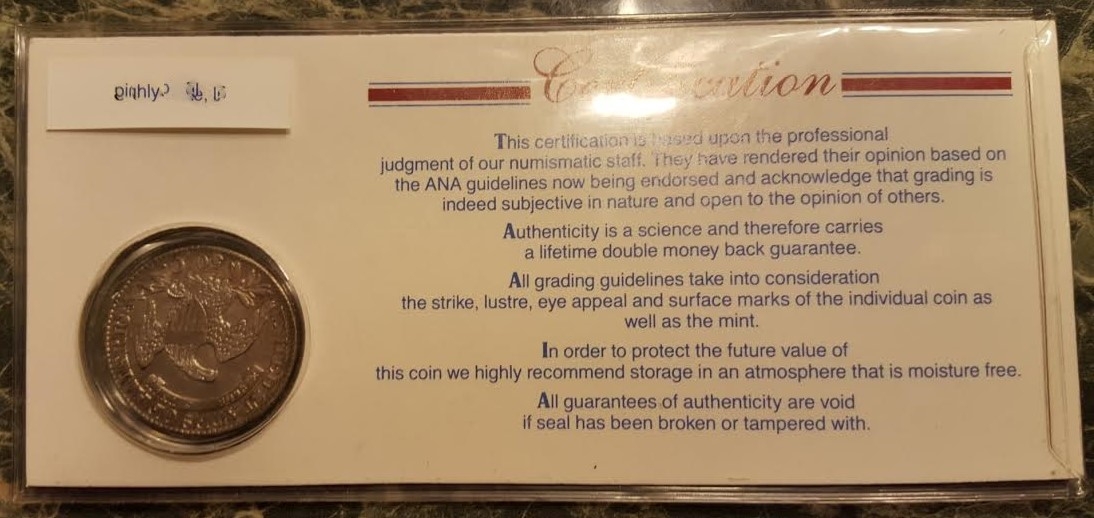 Certification
This certification is based upon the professional
judgment of our numismatic staff. They have rendered their opinion based on
the ANA guidelines now being endorsed and acknowledge that grading is
indeed subjective in nature and open to the opinion of others.
Authenticity is a science and therefore carries
a lifetime double money back guarantee.
All grading guidelines take into consideration
the strike, lustre, eye appeal and surface marks of the individual coin as
well as the mint.
In order to protect the future value of
this coin we highly recommend storage in an atmosphere that is moisture free.
All guarantees of authenticity are void
if seal has been broken or tampered with.